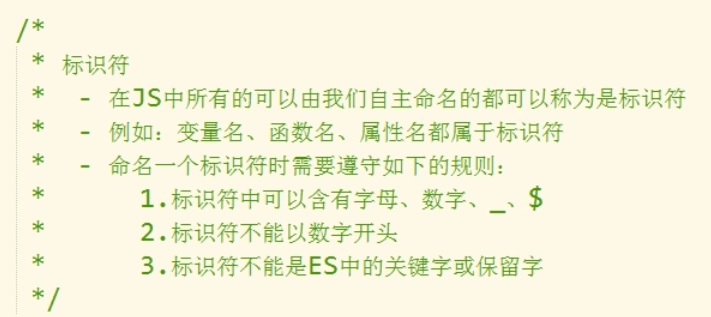 /*
* 标识符
* - 在JS中所有的可以由我们自主命名的都可以称为是标识符
* - 例如：变量名、函数名、属性名都属于标识符
* - 命名一个标识符时需要遵守如下的规则：
* 1.标识符中可以含有字母、数字、_、$
* 2.标识符不能以数字开头
* 3.标识符不能是ES中的关键字或保留字
*/